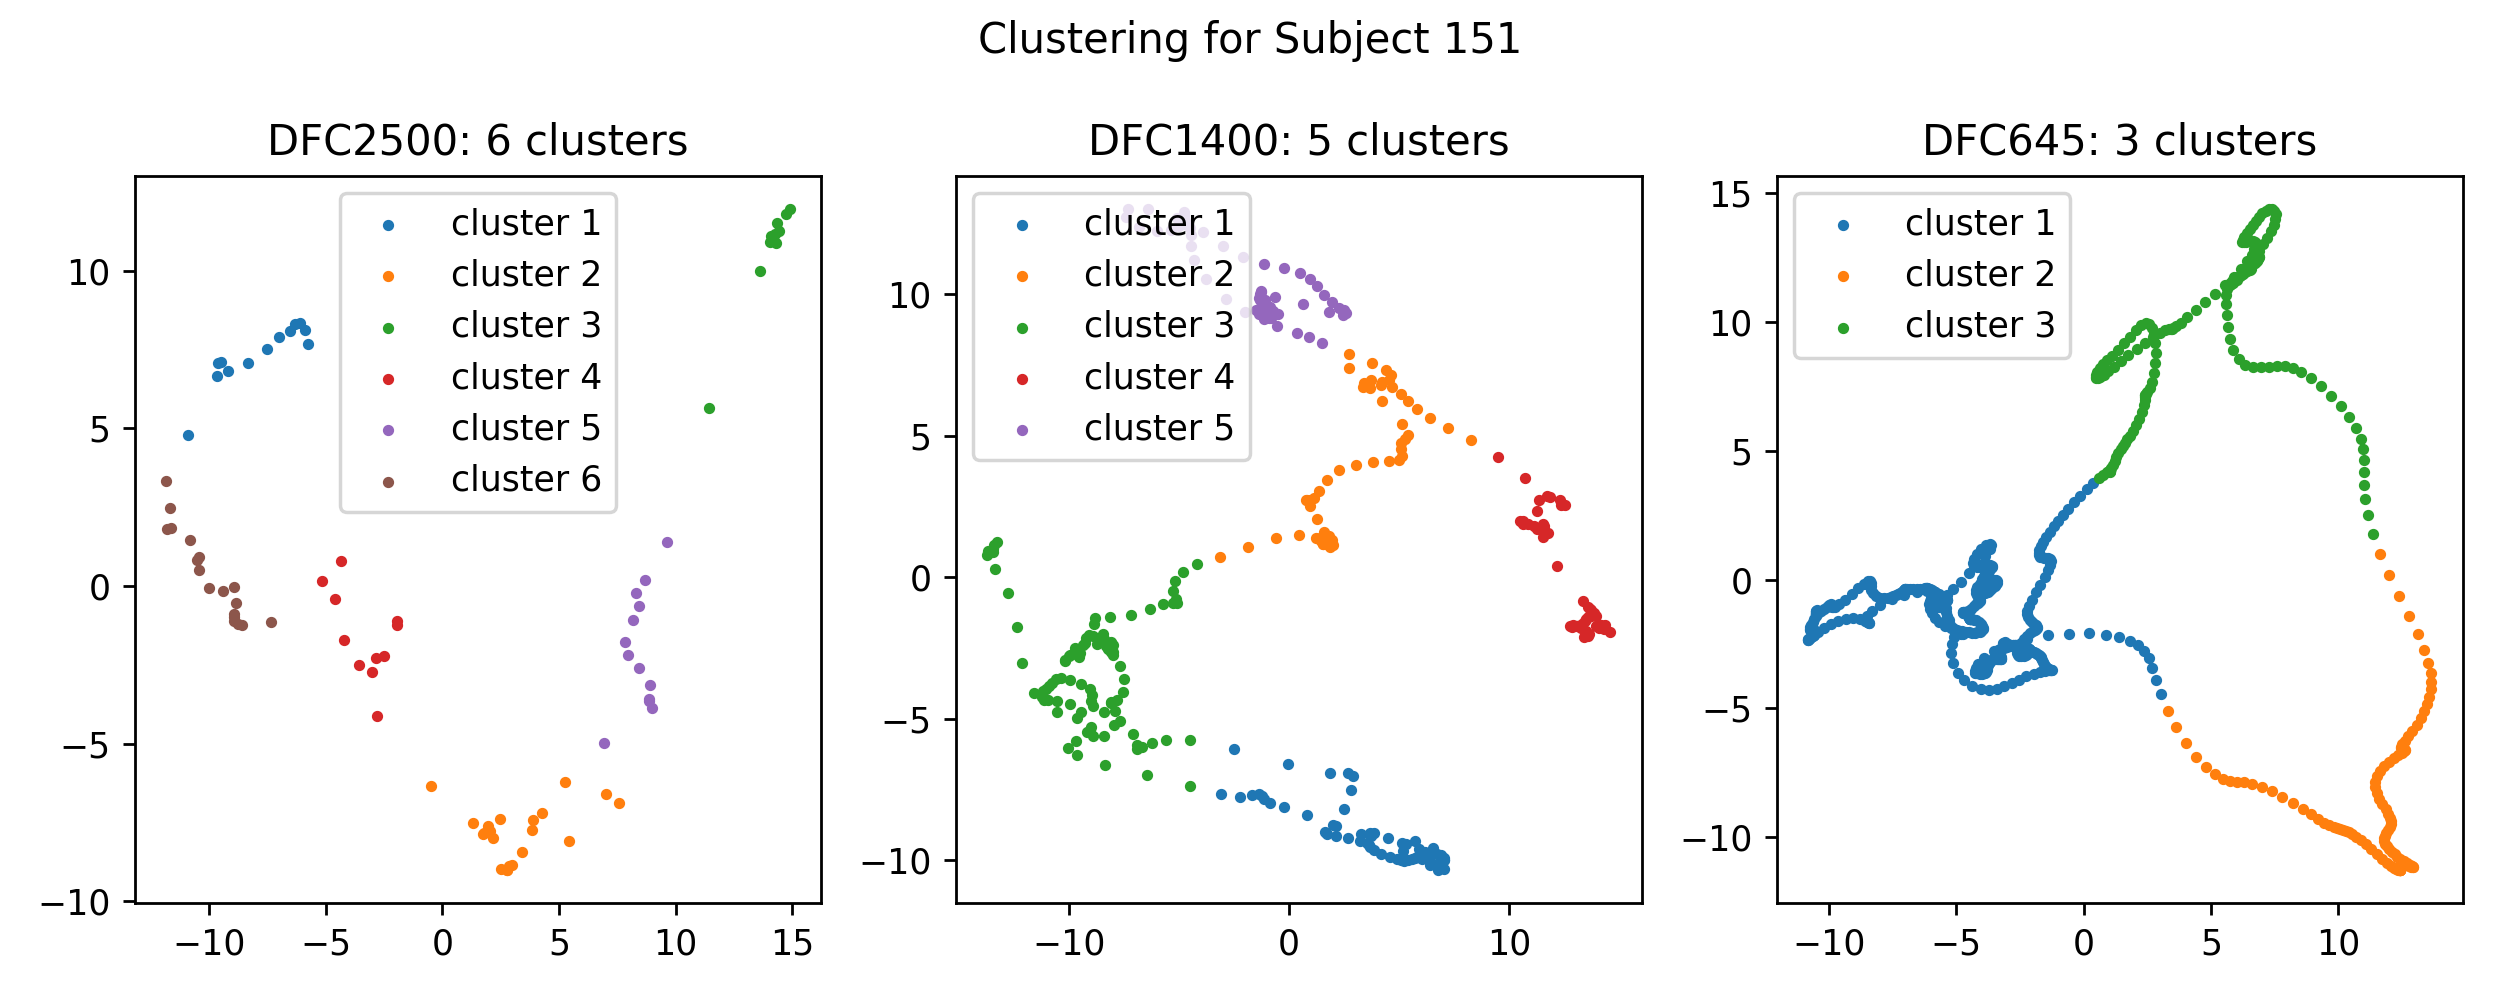 Clustering for Subject 151
DFC2500: 6 clusters
cluster 1
cluster 2
cluster 3
cluster 4
cluster 5
cluster 6
10
5
0
−5
−10
−10
−5
0
5
10
15
DFC1400: 5 clusters
cluster 1
cluster 2
cluster 3
cluster 4
cluster 5
10
5
0
−5
−10
−10
0
10
DFC645: 3 clusters
cluster 1
cluster 2
cluster 3
15
10
5
0
−5
−10
−10
−5
0
5
10